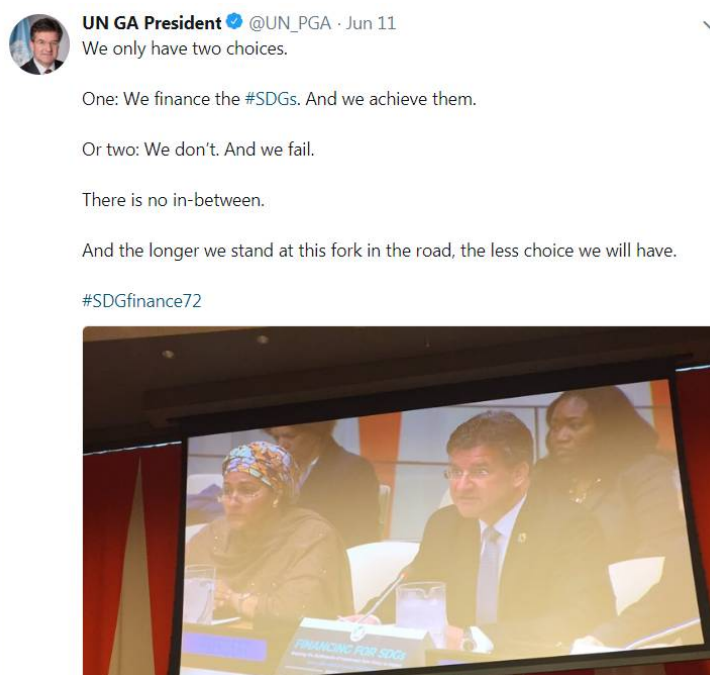 UN GA President @UN_PGA · Jun 11
We only have two choices.
One: We finance the #SDGs. And we achieve them.
Or two: We don't. And we fail.
There is no in-between.
And the longer we stand at this fork in the road, the less choice we will have.
#SDGfinance72
FINANCING FOR SDGs